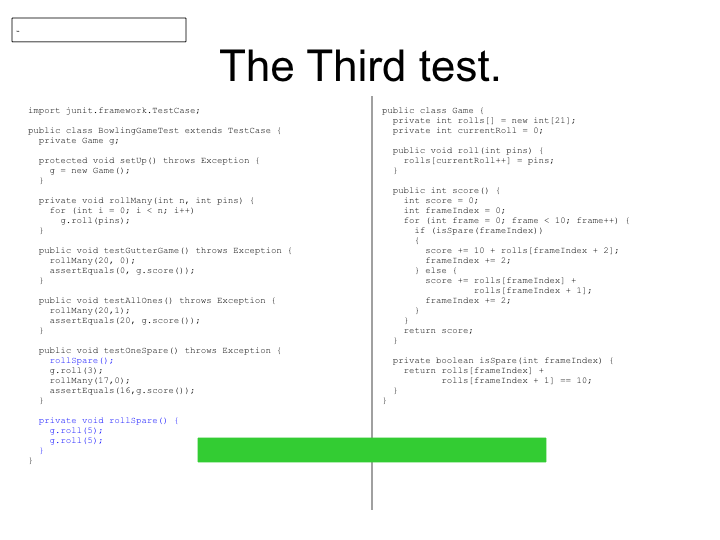 -
The Third test.
import junit.framework.TestCase;
public class BowlingGameTest extends TestCase {
  private Game g;
  protected void setUp() throws Exception {
    g = new Game();
  }
  private void rollMany(int n, int pins) {
    for (int i = 0; i < n; i++)
      g.roll(pins);
  }
  public void testGutterGame() throws Exception {
    rollMany(20, 0);
    assertEquals(0, g.score());
  }
  public void testAllOnes() throws Exception {
    rollMany(20,1);
    assertEquals(20, g.score());
  }
  public void testOneSpare() throws Exception {
    rollSpare();
    g.roll(3);
    rollMany(17,0);
    assertEquals(16,g.score());
  }
  private void rollSpare() {
    g.roll(5);
    g.roll(5);
  }
}
public class Game {
  private int rolls[] = new int[21];
  private int currentRoll = 0;
  public void roll(int pins) {
    rolls[currentRoll++] = pins;
  }
  public int score() {
    int score = 0;
    int frameIndex = 0;
    for (int frame = 0; frame < 10; frame++) {
      if (isSpare(frameIndex))
      {
        score += 10 + rolls[frameIndex + 2];
        frameIndex += 2;
      } else {
        score += rolls[frameIndex] +
                 rolls[frameIndex + 1];
        frameIndex += 2;
      }
    }
    return score;
  }
  private boolean isSpare(int frameIndex) {
    return rolls[frameIndex] +
           rolls[frameIndex + 1] == 10;
  }
}